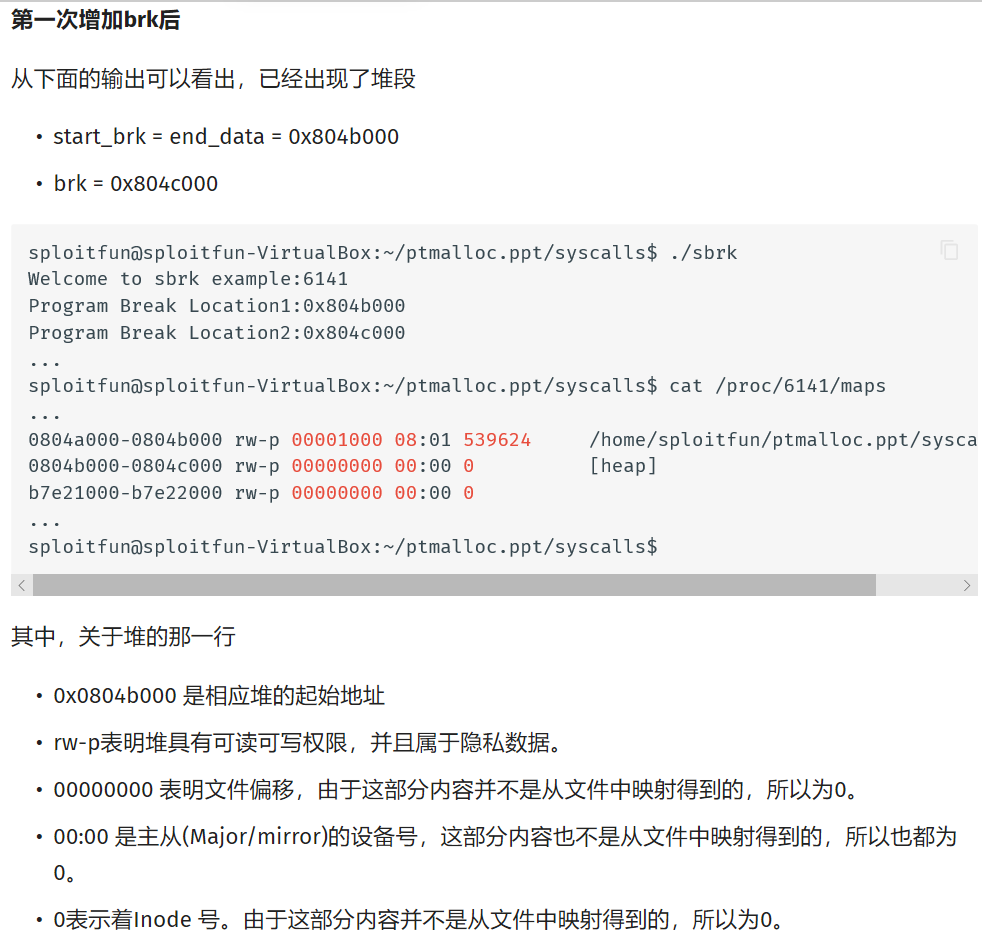 第一次增加brk后
从下面的输出可以看出，已经出现了堆段
• start_brk = end_data = 0x804b000
• brk = 0x804c000
sploitfun@sploitfun-VirtualBox:~/ptmalloc.ppt/syscalls$ ./sbrk
Welcome to sbrk example:6141
Program Break Location1:0x804b000
Program Break Location2:0x804c000
...
sploitfun@sploitfun-VirtualBox:~/ptmalloc.ppt/syscalls$ cat /proc/6141/maps
...
0804a000-0804b000 rw-p 00001000 08:01 539624     /home/sploitfun/ptmalloc.ppt/sysca
0804b000-0804c000 rw-p 00000000 00:00 0          [heap]
b7e21000-b7e22000 rw-p 00000000 00:00 0
...
sploitfun@sploitfun-VirtualBox:~/ptmalloc.ppt/syscalls$
其中，关于堆的那一行
• 0x0804b000 是相应堆的起始地址
• rw-p表明堆具有可读可写权限，并且属于隐私数据。
• 00000000 表明文件偏移，由于这部分内容并不是从文件中映射得到的，所以为0。
• 00:00 是主从(Major/mirror)的设备号，这部分内容也不是从文件中映射得到的，所以也都为
0。
• 0表示着Inode 号。由于这部分内容并不是从文件中映射得到的，所以为0。